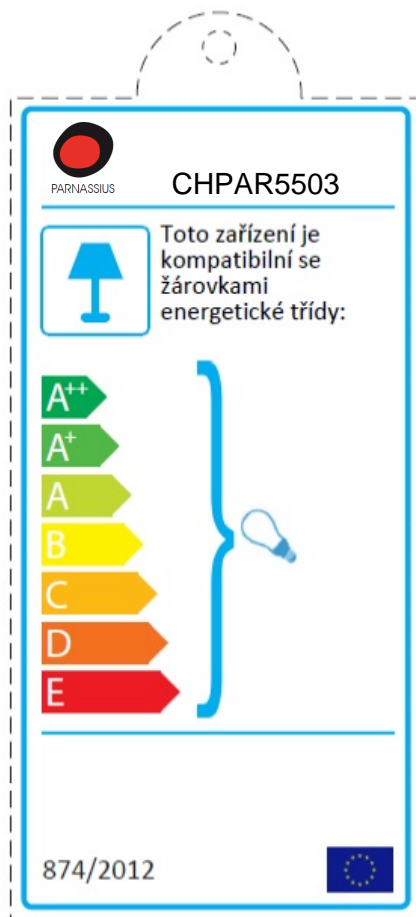 PARNASSIUS
CHPAR5503
Toto zařízení je
kompatibilní se
žárovkami
energetické třídy:
A++
A+
A
B
C
D
E
874/2012